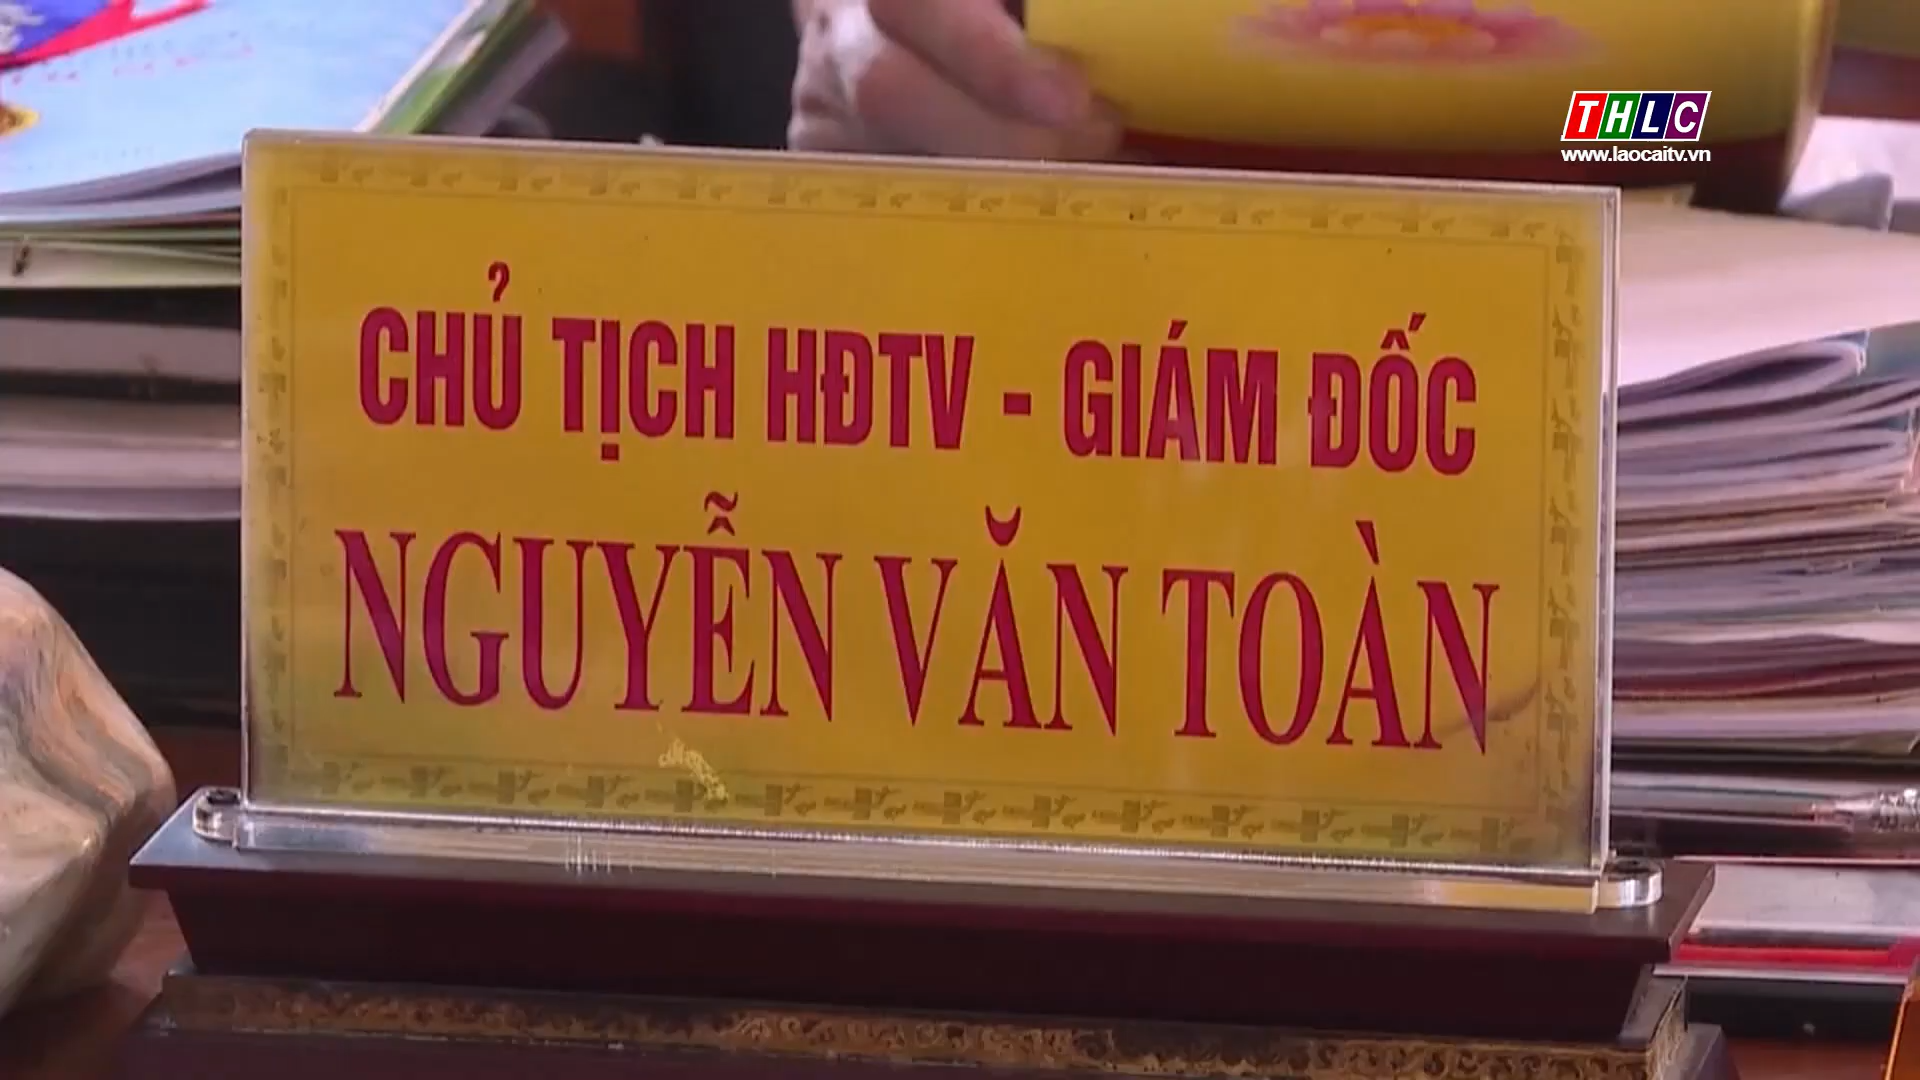 THLC
www.laocaitv.vn
CHỦ TỊCH HĐTV - GIÁM ĐỐC
NGUYỄN VĂN TOÀN